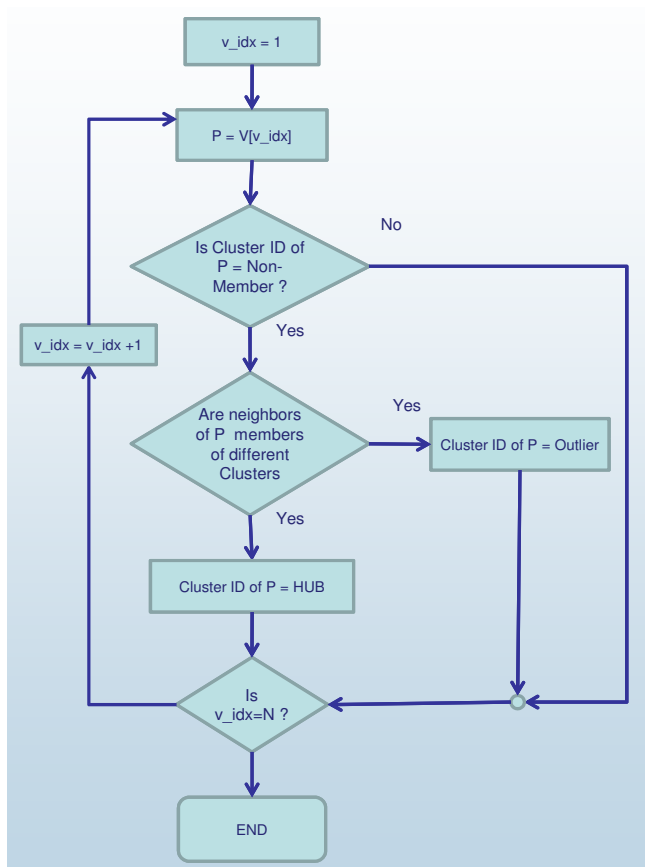 v_idx = 1
P = V[v_idx]
No
Is Cluster ID of
P = Non-
Member ?
Yes
v_idx = v_idx +1
Yes
Are neighbors
of P members
of different
Clusters
Cluster ID of P = Outlier
Yes
Cluster ID of P = HUB
Is
v_idx=N ?
END